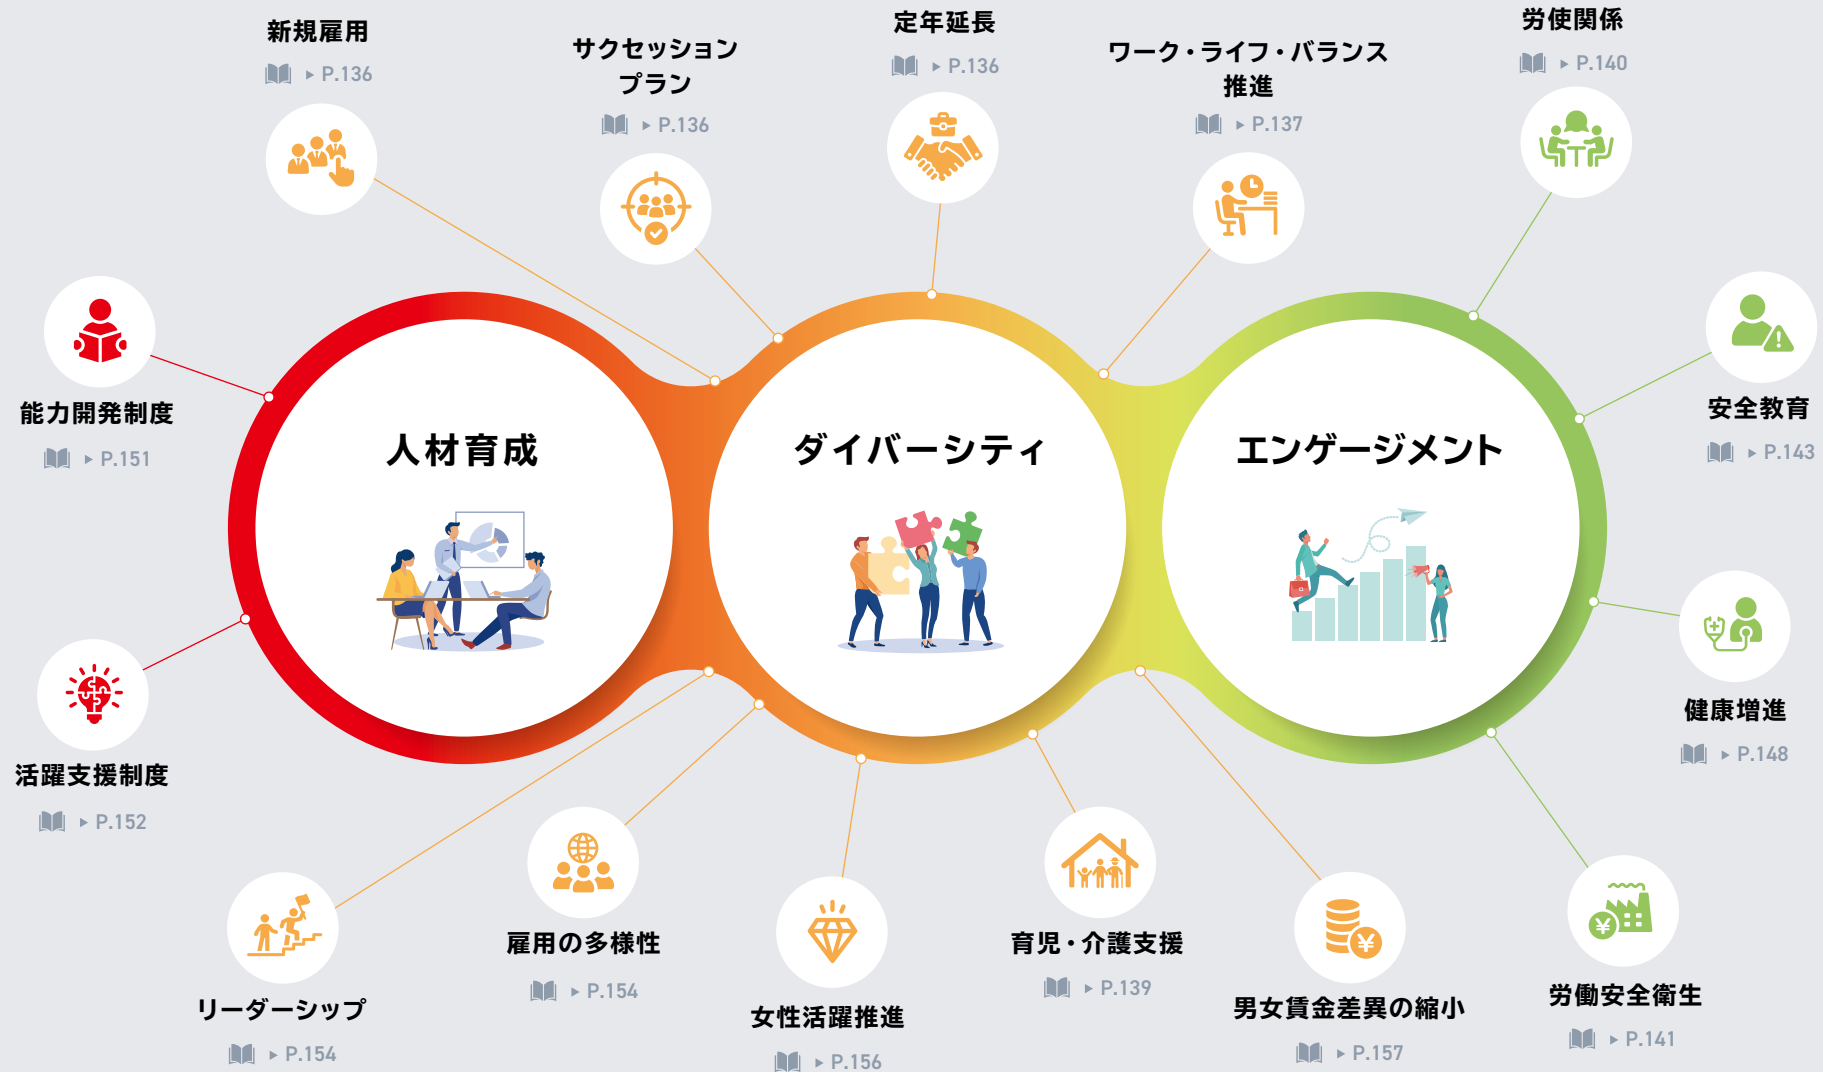 新規雇用
▶ P.136
サクセッション
プラン
▶ P.136
定年延長
▶ P.136
ワーク・ライフ・バランス
推進
▶ P.137
労使関係
▶ P.140
能力開発制度
▶ P.151
安全教育
▶ P.143
人材育成
ダイバーシティ
エンゲージメント
活躍支援制度
▶ P.152
健康増進
▶ P.148
リーダーシップ
▶ P.154
雇用の多様性
▶ P.154
女性活躍推進
▶ P.156
育児・介護支援
▶ P.139
男女賃金差異の縮小
▶ P.157
労働安全衛生
▶ P.141
¥
¥